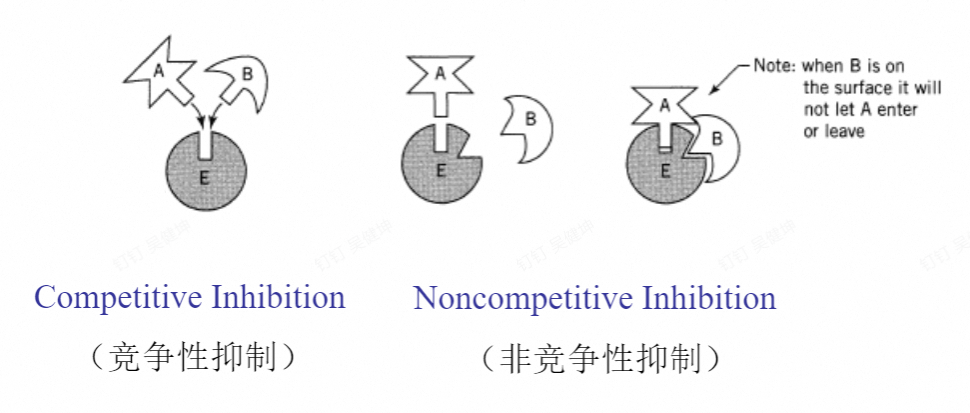 A
B
E
A
B
E
A
B
E
Note: when B is on
the surface it will
not let A enter
or leave
Competitive Inhibition
Noncompetitive Inhibition
（竞争性抑制）
（非竞争性抑制）